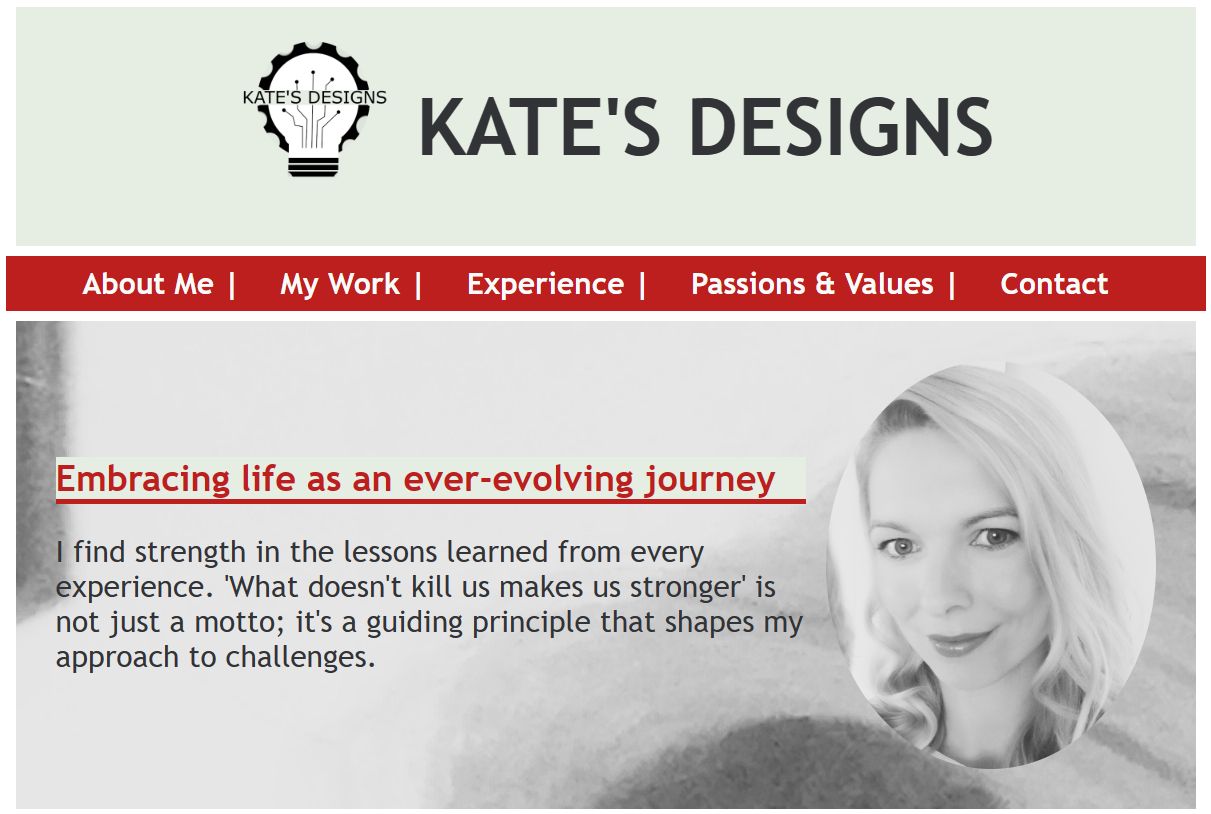 KATE'S DESIGNS
KATE'S DESIGNS
About Me | My Work | Experience | Passions & Values | Contact
Embracing life as an ever-evolving journey
I find strength in the lessons learned from every
experience. 'What doesn't kill us makes us stronger' is
not just a motto; it's a guiding principle that shapes my
approach to challenges.